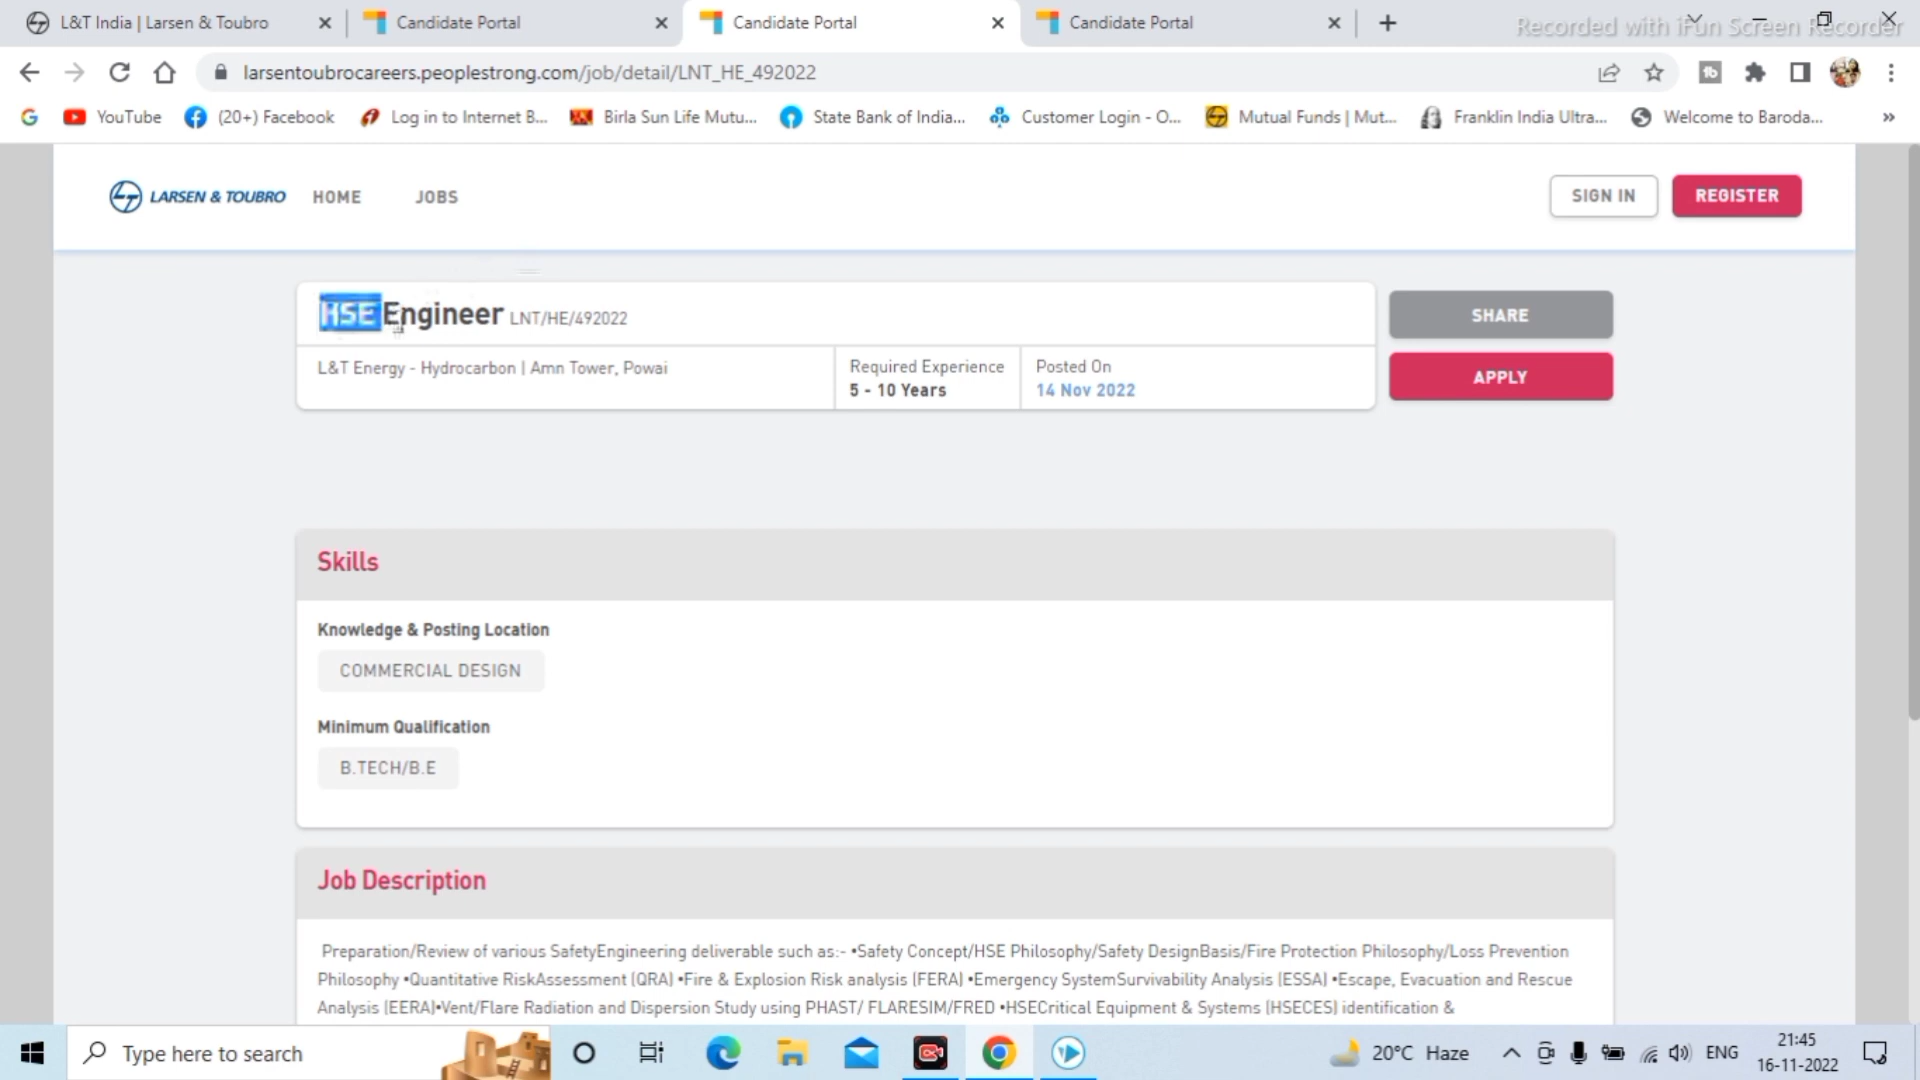 L&T India | Larsen & Toubro
Candidate Portal
Candidate Portal
Candidate Portal
Recorded with iFun Screen Recorder
larsentoubrocareers.peoplestrong.com/job/detail/LNT_HE_492022
YouTube
(20+) Facebook
Log in to Internet B...
Birla Sun Life Mutu...
State Bank of India...
Customer Login - O...
Mutual Funds | Mut...
Franklin India Ultra...
Welcome to Baroda...
LARSEN & TOUBRO
HOME
JOBS
SIGN IN
REGISTER
HSE Engineer LNT/HE/492022
SHARE
L&T Energy - Hydrocarbon | Amn Tower, Powai
Required Experience
5 - 10 Years
Posted On
14 Nov 2022
APPLY
Skills
Knowledge & Posting Location
COMMERCIAL DESIGN
Minimum Qualification
B.TECH/B.E
Job Description
Preparation/Review of various SafetyEngineering deliverable such as:- •Safety Concept/HSE Philosophy/Safety DesignBasis/Fire Protection Philosophy/Loss Prevention
Philosophy •Quantitative RiskAssessment (QRA) •Fire & Explosion Risk analysis (FERA) •Emergency SystemSurvivability Analysis (ESSA) •Escape, Evacuation and Rescue
Analysis (EERA)•Vent/Flare Radiation and Dispersion Study using PHAST/ FLARESIM/FRED •HSECritical Equipment & Systems (HSECES) identification &
Type here to search
20°C Haze
ENG
21:45
16-11-2022